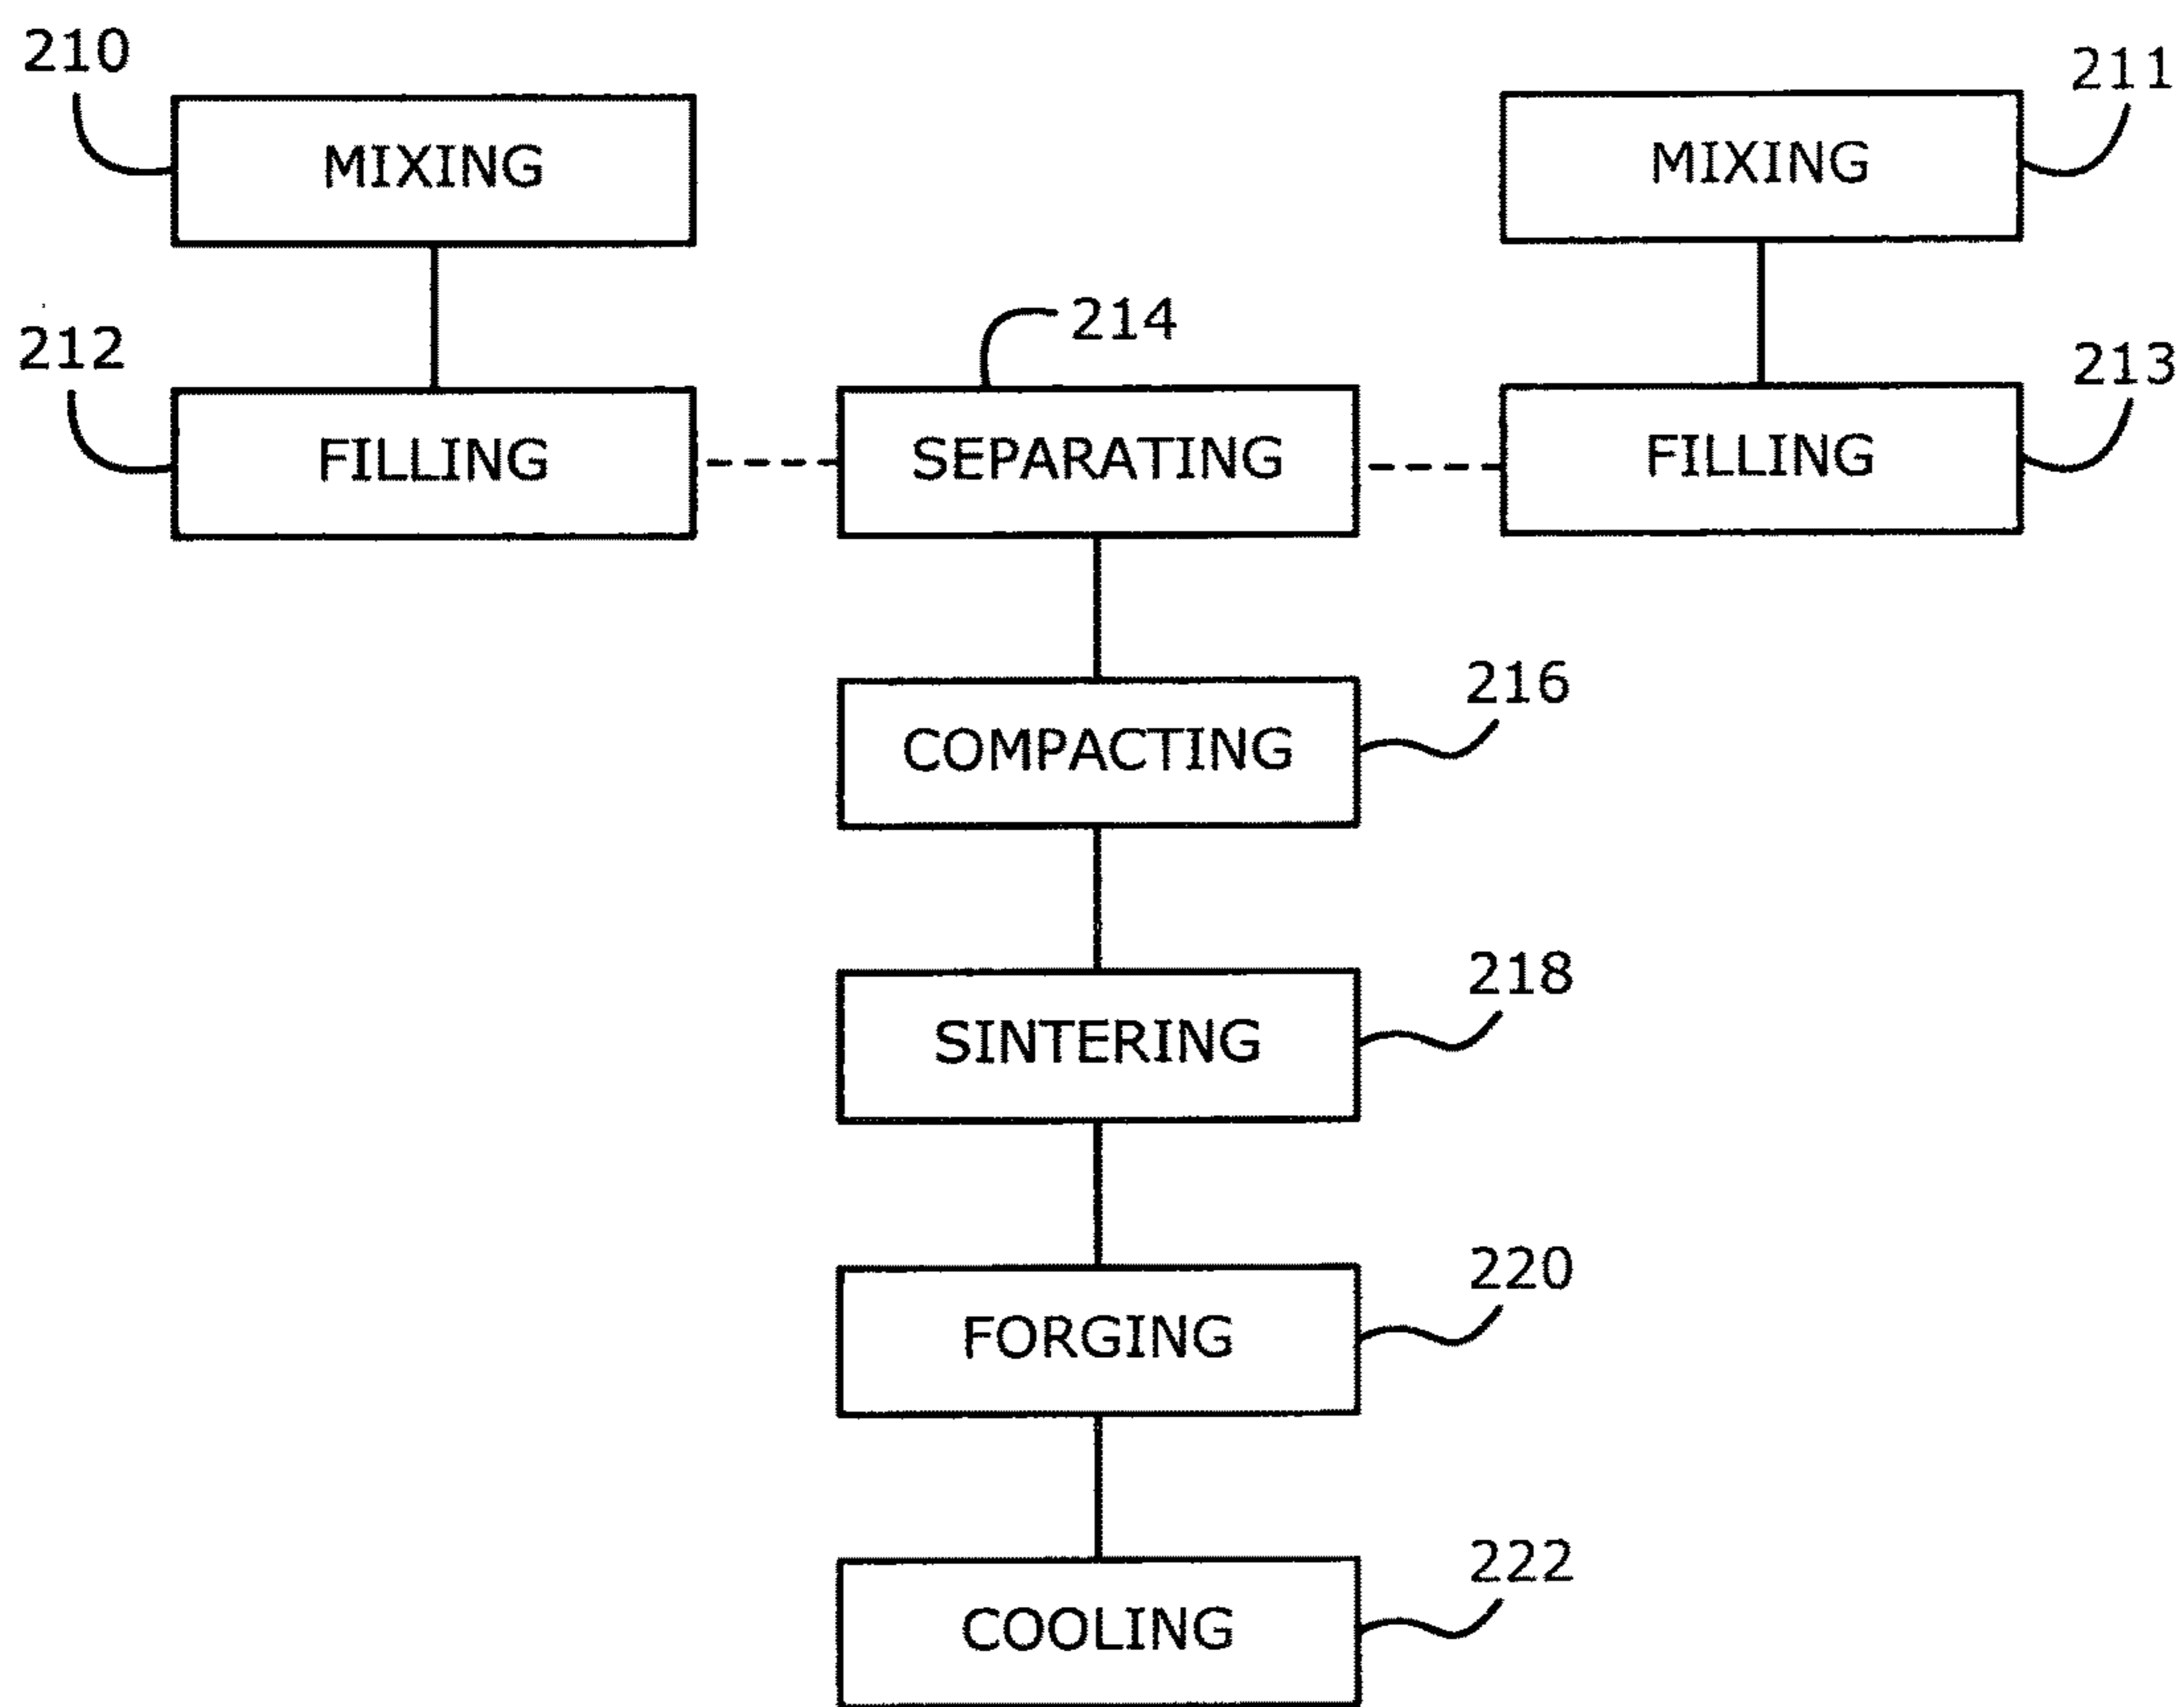 210
211
MIXING
MIXING
212
214
213
FILLING
SEPARATING
FILLING
216
COMPACTING
218
SINTERING
220
FORGING
222
COOLING